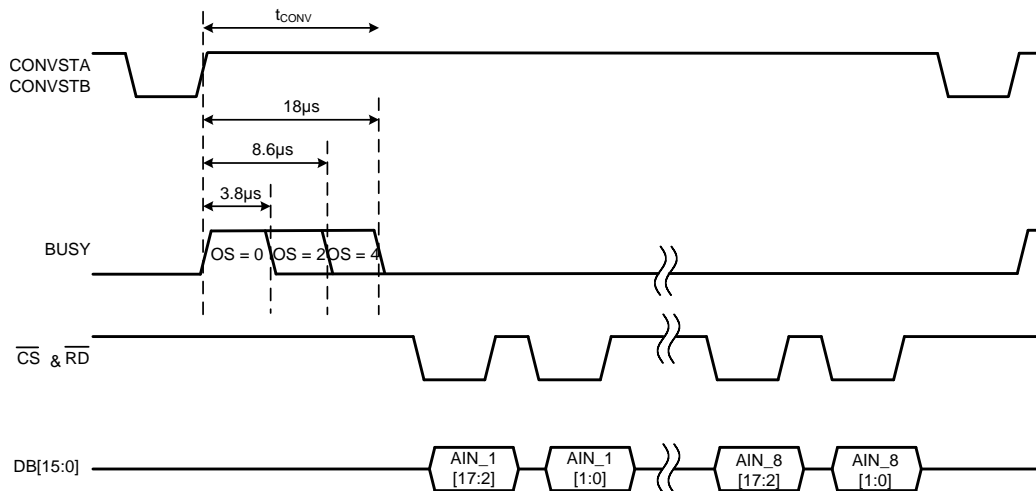 tCONV
CONVSTA
CONVSTB
18µs
8.6µs
3.8µs
BUSY
OS = 0
OS = 2
OS = 4
CS & RD
DB[15:0]
AIN_1
[17:2]
AIN_1
[1:0]
AIN_8
[17:2]
AIN_8
[1:0]